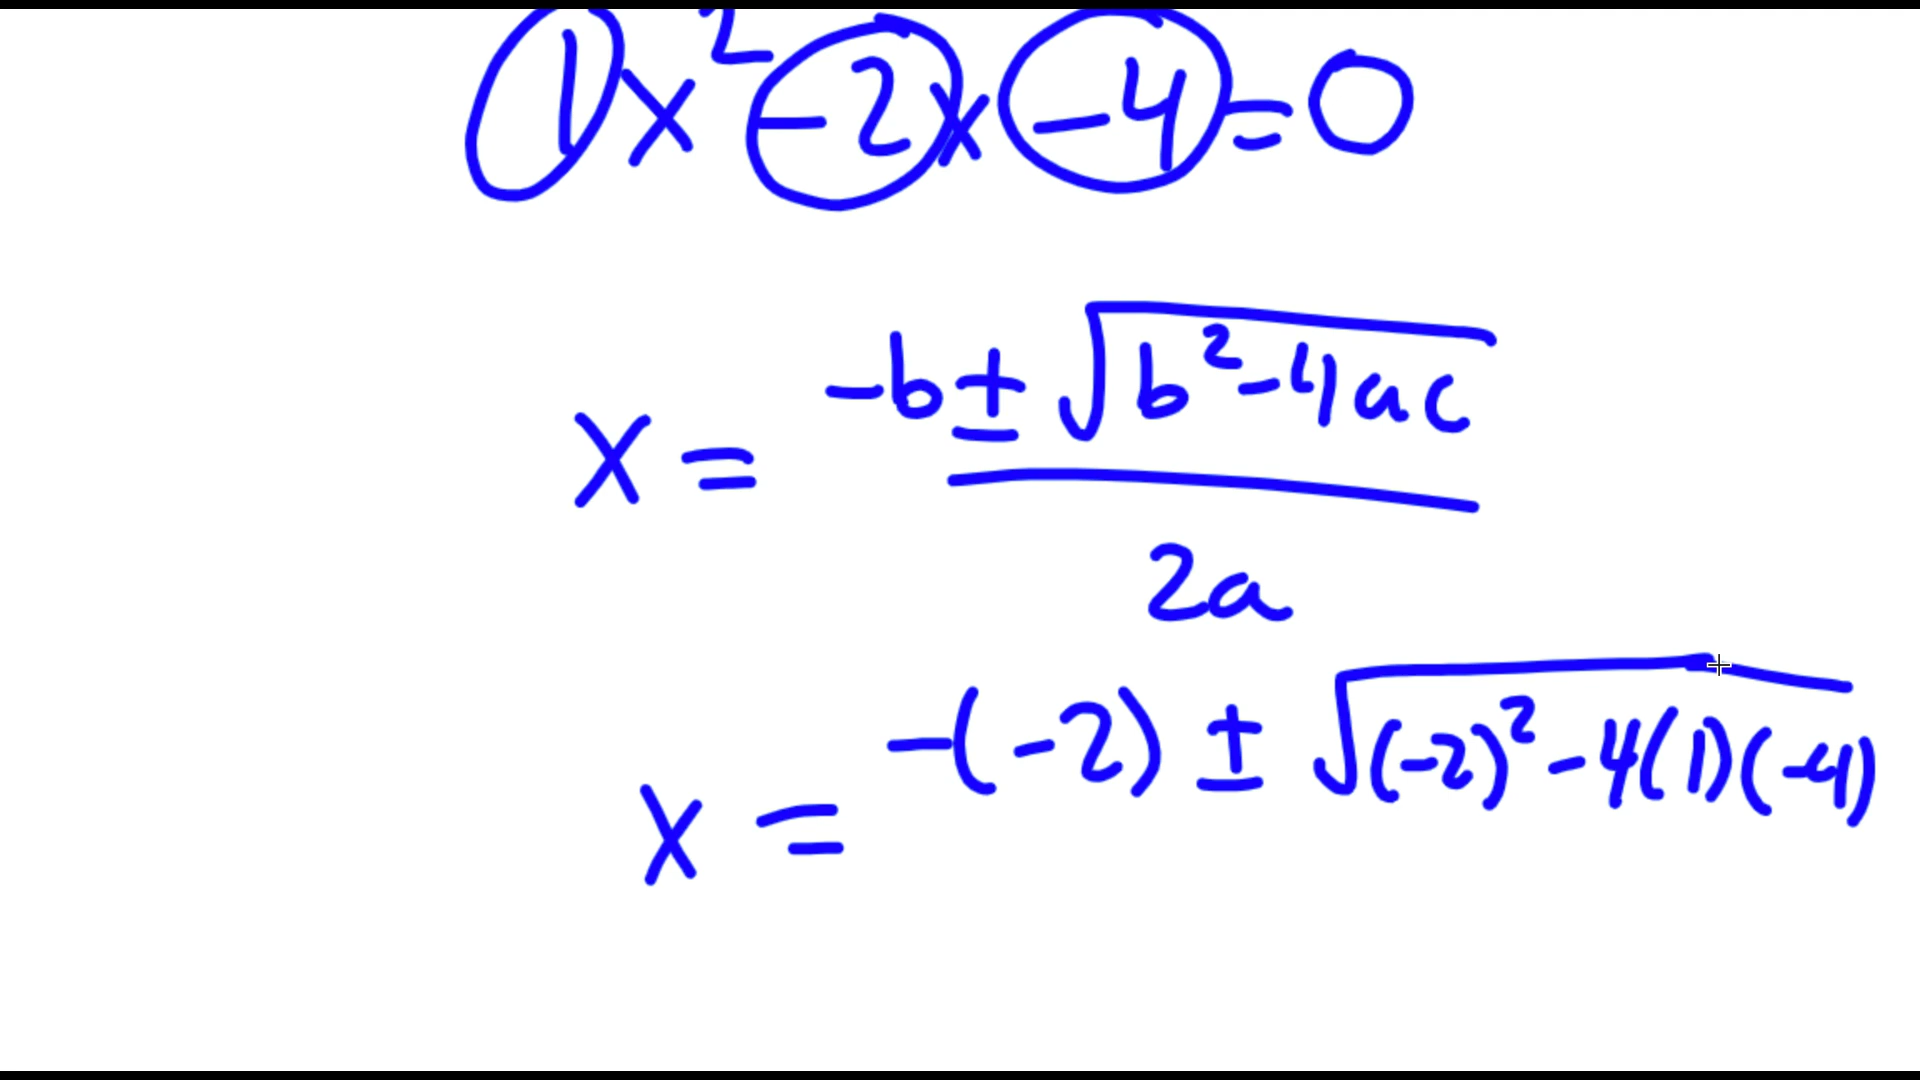 1x²-2x-4=0
x = -b ± √b²-4ac
2a
x = -(-2) ± √(-2)²-4(1)(-4)